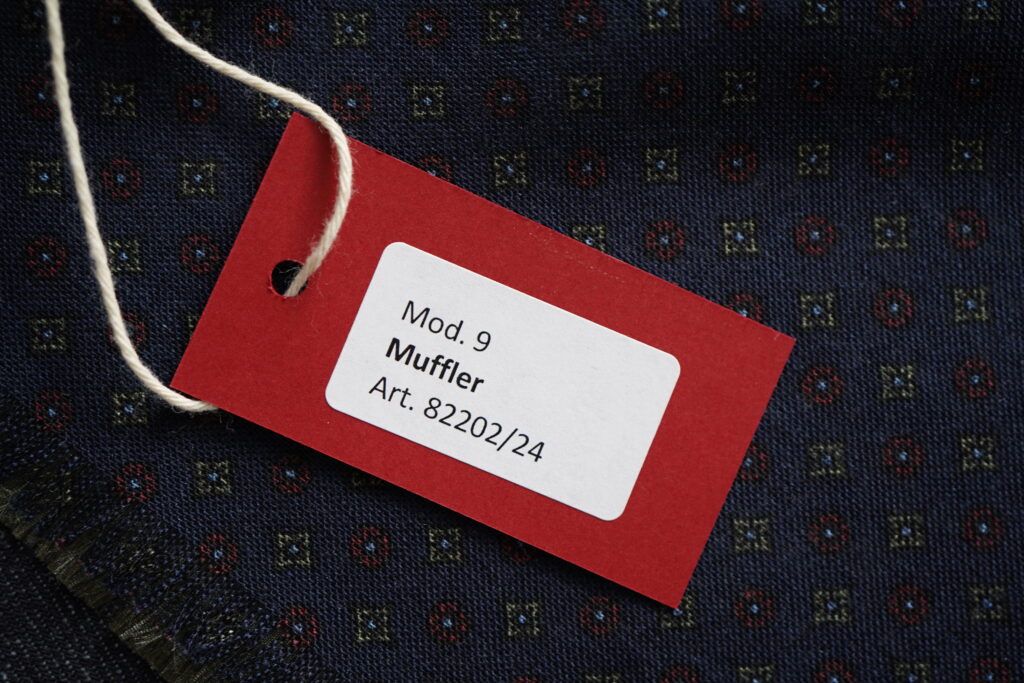 Mod. 9
Muffler
Art. 82202/24